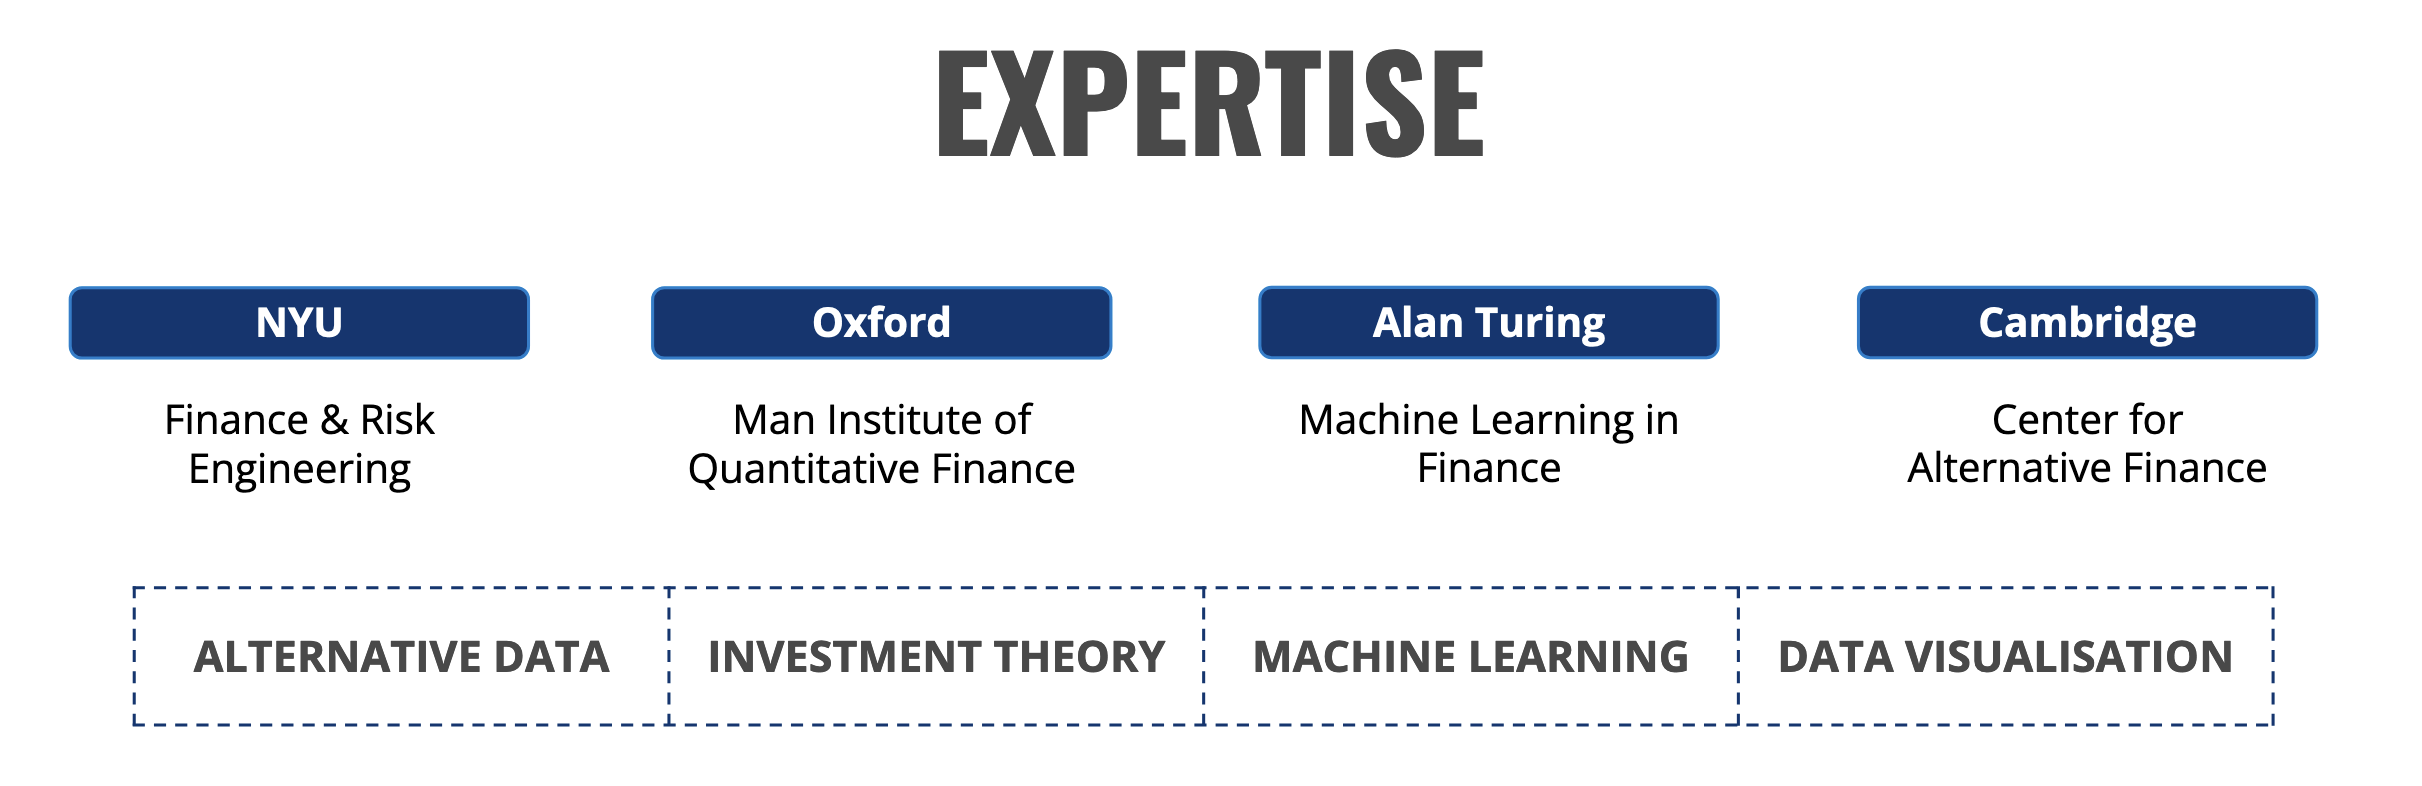 EXPERTISE
NYU
Finance & Risk
Engineering
Oxford
Man Institute of
Quantitative Finance
Alan Turing
Machine Learning in
Finance
Cambridge
Center for
Alternative Finance
ALTERNATIVE DATA
INVESTMENT THEORY
MACHINE LEARNING
DATA VISUALISATION